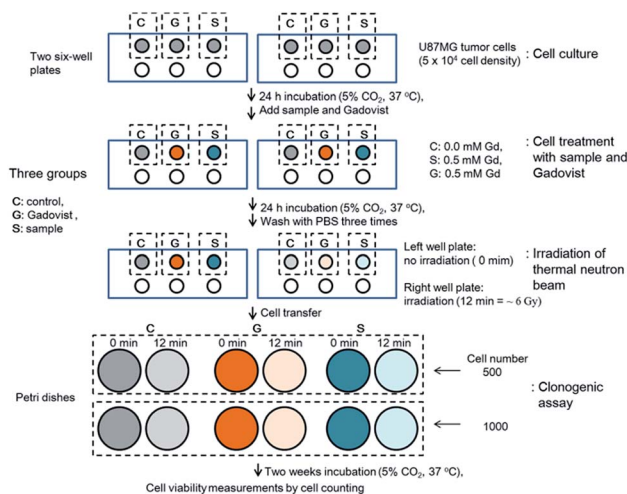 C G S C G S
Two six-well
plates
U87MG tumor cells
(5 x 10⁴ cell density)
: Cell culture
24 h incubation (5% CO₂, 37 ºC),
Add sample and Gadovist
C G S C G S
Three groups
C: control,
G: Gadovist ,
S: sample
C: 0.0 mM Gd,
S: 0.5 mM Gd,
G: 0.5 mM Gd
: Cell treatment
with sample and
Gadovist
24 h incubation (5% CO₂, 37 ºC),
Wash with PBS three times
C G S C G S
Left well plate:
no irradiation ( 0 mim)
Right well plate:
irradiation (12 min = ~ 6 Gy)
: Irradiation of
thermal neutron
beam
Cell transfer
C G S
0 min 12 min 0 min 12 min 0 min 12 min
Petri dishes
Cell number
500
1000
: Clonogenic
assay
Two weeks incubation (5% CO₂, 37 ºC),
Cell viability measurements by cell counting